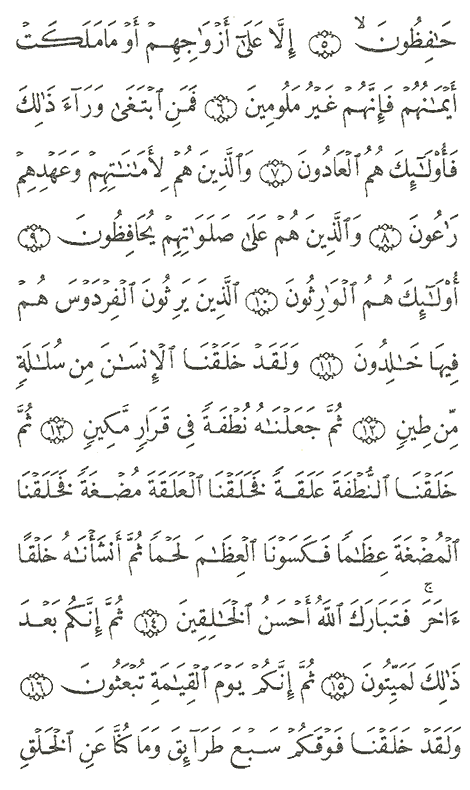 حَـٰفِظُونَ ۝٥ إِلَّا عَلَىٰٓ أَزْوَٰجِهِمْ أَوْ مَا مَلَكَتْ
أَيْمَـٰنُهُمْ فَإِنَّهُمْ غَيْرُ مَلُومِينَ ۝٦ فَمَنِ ٱبْتَغَىٰ وَرَآءَ ذَٰلِكَ
فَأُو۟لَـٰٓئِكَ هُمُ ٱلْعَادُونَ ۝٧ وَٱلَّذِينَ هُمْ لِأَمَـٰنَـٰتِهِمْ وَعَهْدِهِمْ
رَٰعُونَ ۝٨ وَٱلَّذِينَ هُمْ عَلَىٰ صَلَوَٰتِهِمْ يُحَافِظُونَ ۝٩
أُو۟لَـٰٓئِكَ هُمُ ٱلْوَٰرِثُونَ ۝١٠ ٱلَّذِينَ يَرِثُونَ ٱلْفِرْدَوْسَ هُمْ
فِيهَا خَـٰلِدُونَ ۝١١ وَلَقَدْ خَلَقْنَا ٱلْإِنسَـٰنَ مِن سُلَـٰلَةٍ
مِّن طِينٍ ۝١٢ ثُمَّ جَعَلْنَـٰهُ نُطْفَةً فِى قَرَارٍ مَّكِينٍ ۝١٣ ثُمَّ
خَلَقْنَا ٱلنُّطْفَةَ عَلَقَةً فَخَلَقْنَا ٱلْعَلَقَةَ مُضْغَةً فَخَلَقْنَا
ٱلْمُضْغَةَ عِظَـٰمًا فَكَسَوْنَا ٱلْعِظَـٰمَ لَحْمًا ثُمَّ أَنشَأْنَـٰهُ خَلْقًا
ءَاخَرَ ۚ فَتَبَارَكَ ٱللَّهُ أَحْسَنُ ٱلْخَـٰلِقِينَ ۝١٤ ثُمَّ إِنَّكُم بَعْدَ
ذَٰلِكَ لَمَيِّتُونَ ۝١٥ ثُمَّ إِنَّكُمْ يَوْمَ ٱلْقِيَـٰمَةِ تُبْعَثُونَ ۝١٦
وَلَقَدْ خَلَقْنَا فَوْقَكُمْ سَبْعَ طَرَآئِقَ وَمَا كُنَّا عَنِ ٱلْخَلْقِ